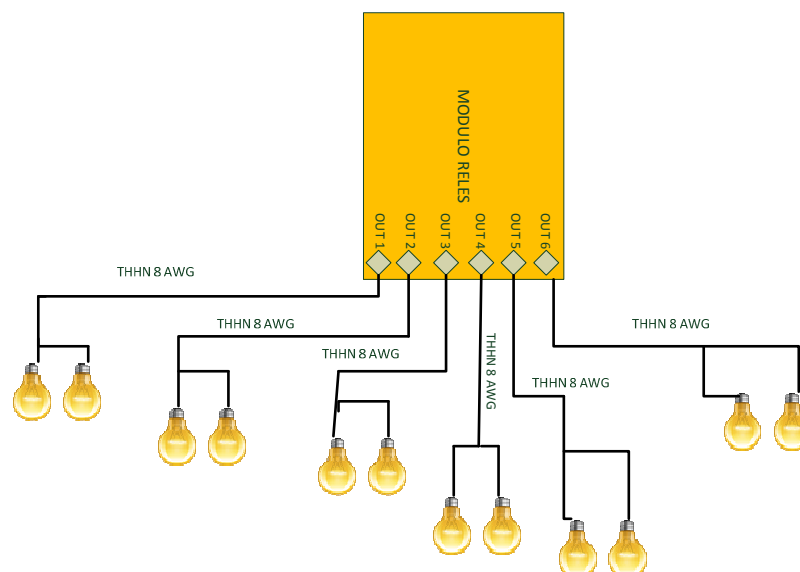 MODULO RELES
OUT 1
OUT 2
OUT 3
OUT 4
OUT 5
OUT 6
THHN 8 AWG
THHN 8 AWG
THHN 8 AWG
THHN 8 AWG
THHN 8 AWG
THHN 8 AWG